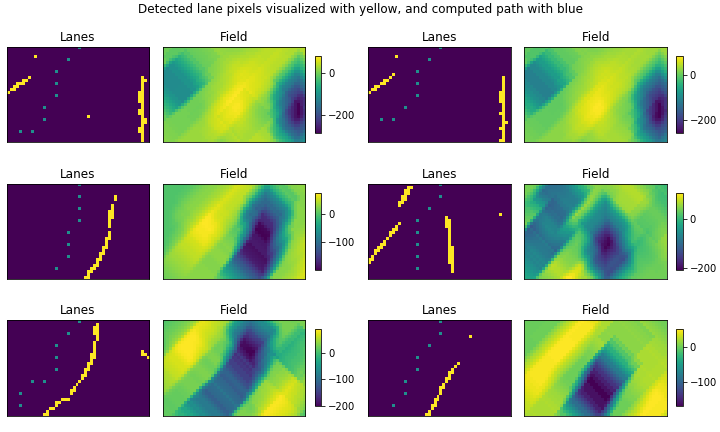 Detected lane pixels visualized with yellow, and computed path with blue
Lanes
Field
Lanes
Field
0
−200
0
−200
Lanes
Field
Lanes
Field
0
−100
0
−200
Lanes
Field
Lanes
Field
0
−100
−200
0
−100